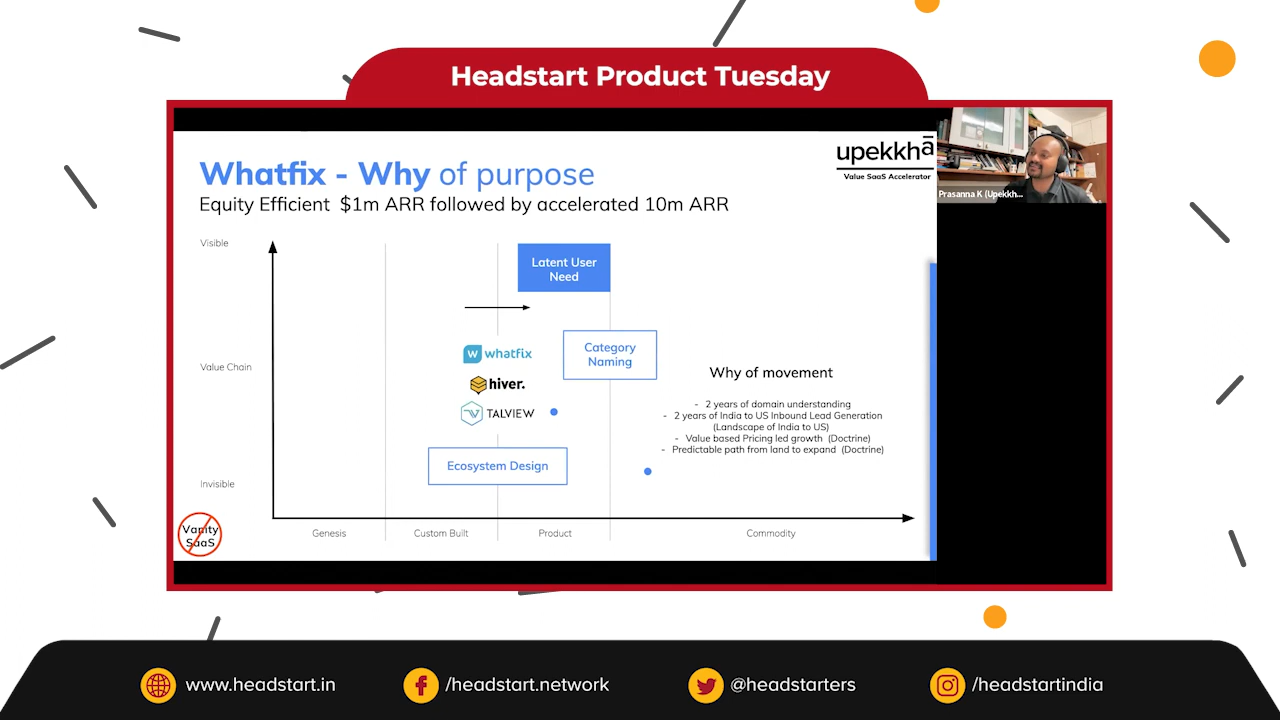 Headstart Product Tuesday
Whatfix - Why of purpose
Equity Efficient $1m ARR followed by accelerated 10m ARR
upekkhā
Value SaaS Accelerator
Prasanna K (Upekkh...
Visible
Latent User
Need
Value Chain
w whatfix
hiver.
TALVIEW
Category
Naming
Why of movement
- 2 years of domain understanding
- 2 years of India to US Inbound Lead Generation
(Landscape of India to US)
- Value based Pricing led growth (Doctrine)
- Predictable path from land to expand (Doctrine)
Ecosystem Design
Invisible
Vanity
SaaS
Genesis
Custom Built
Product
Commodity
www.headstart.in
/headstart.network
@headstarters
/headstartindia